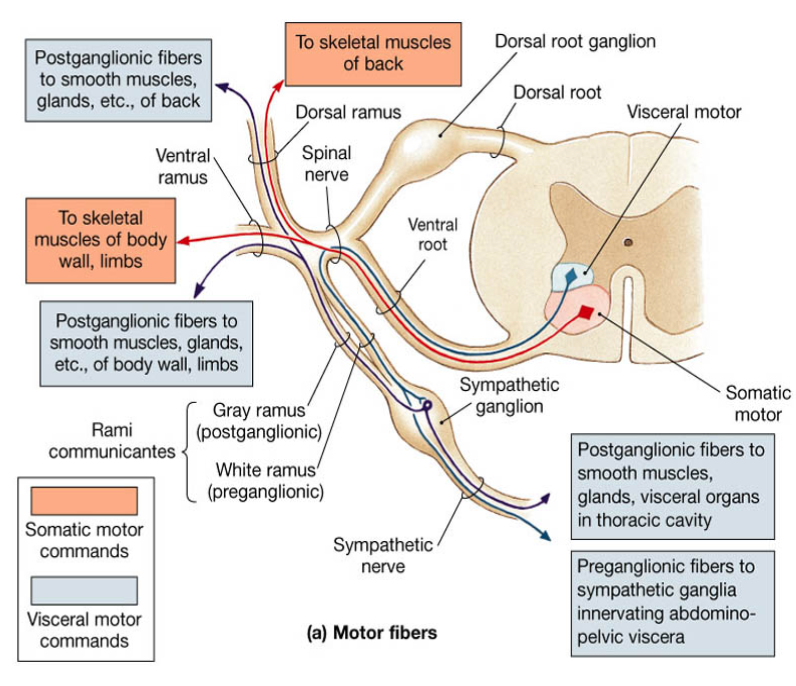 Postganglionic fibers
to smooth muscles,
glands, etc., of back
To skeletal muscles
of back
Dorsal root ganglion
Dorsal root
Visceral motor
Dorsal ramus
Ventral
ramus
Spinal
nerve
Ventral
root
To skeletal
muscles of body
wall, limbs
Postganglionic fibers to
smooth muscles, glands,
etc., of body wall, limbs
Somatic
motor
Sympathetic
ganglion
Rami
communicantes
Gray ramus
(postganglionic)
White ramus
(preganglionic)
Sympathetic
nerve
Postganglionic fibers to
smooth muscles,
glands, visceral organs
in thoracic cavity
Preganglionic fibers to
sympathetic ganglia
innervating abdomino-
pelvic viscera
Somatic motor
commands
Visceral motor
commands
(a) Motor fibers